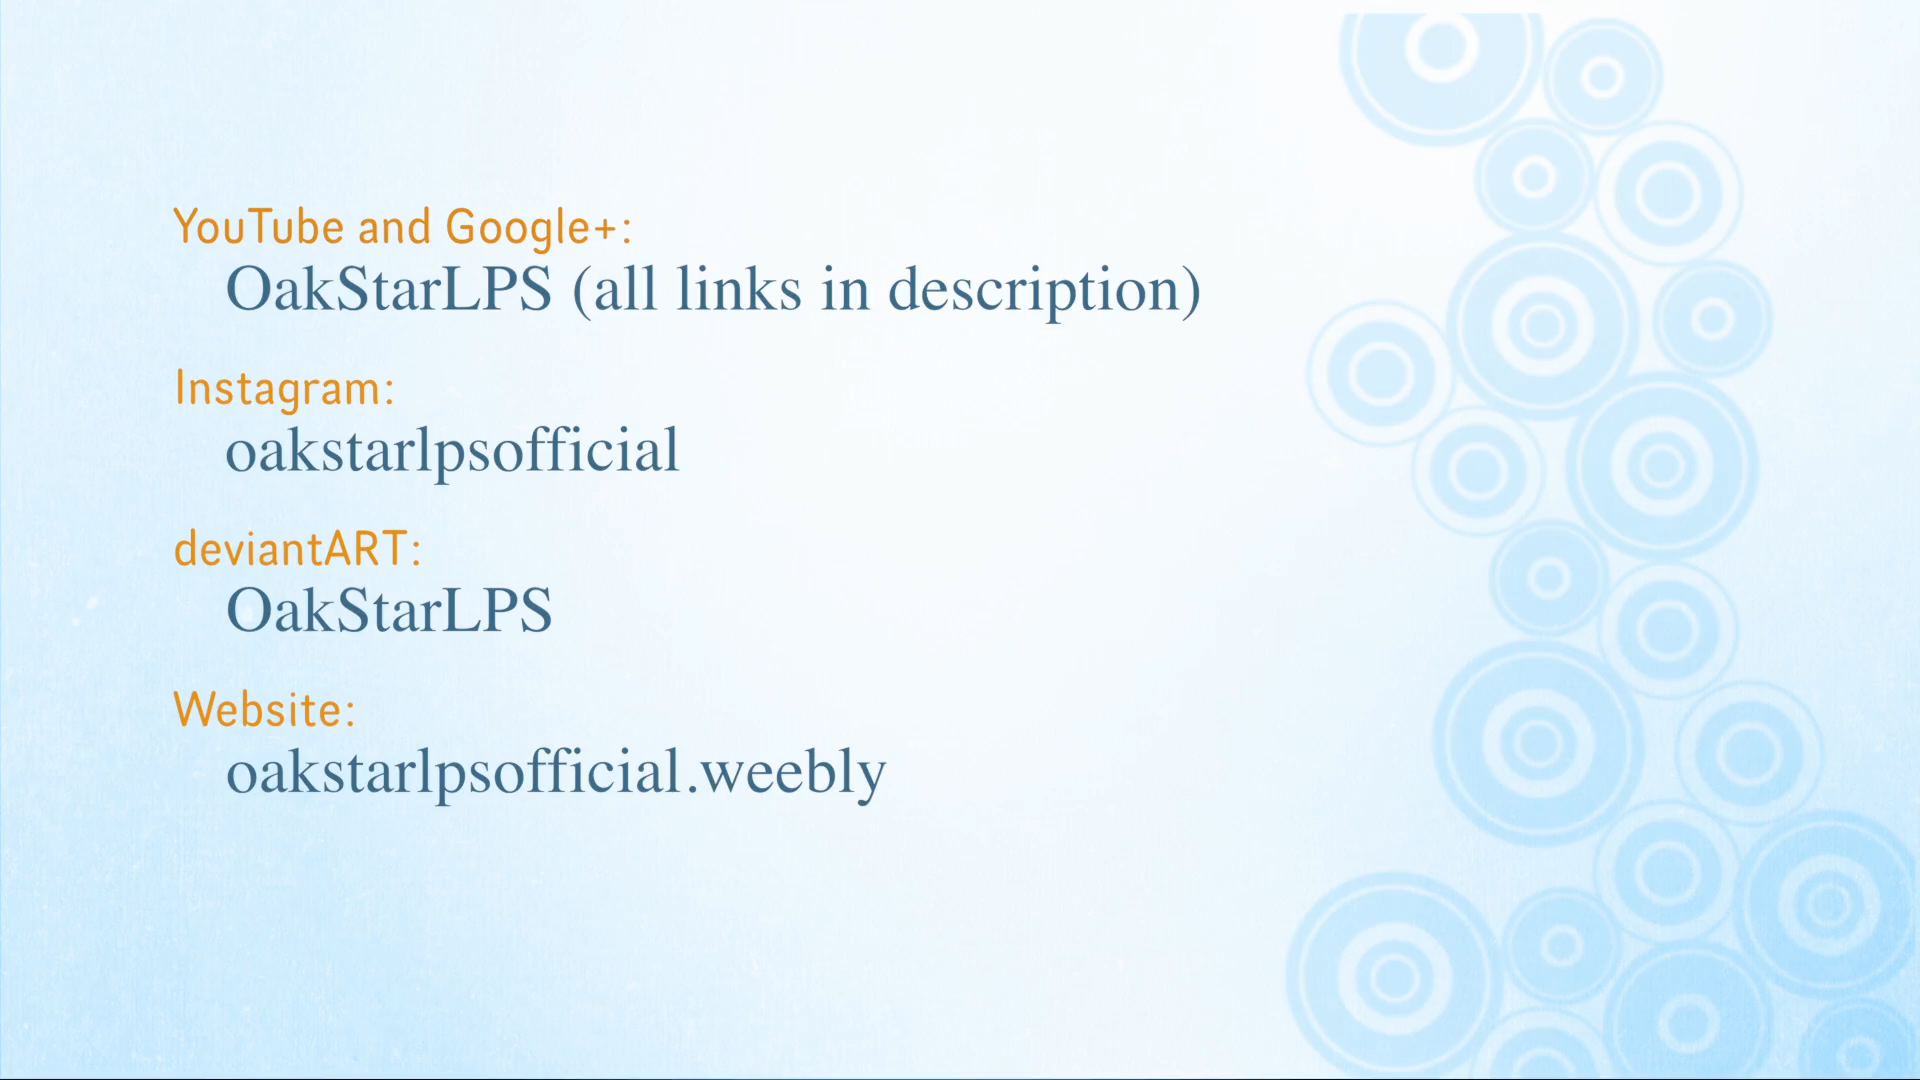 YouTube and Google+:
OakStarLPS (all links in description)
Instagram:
oakstarlpsofficial
deviantART:
OakStarLPS
Website:
oakstarlpsofficial.weebly